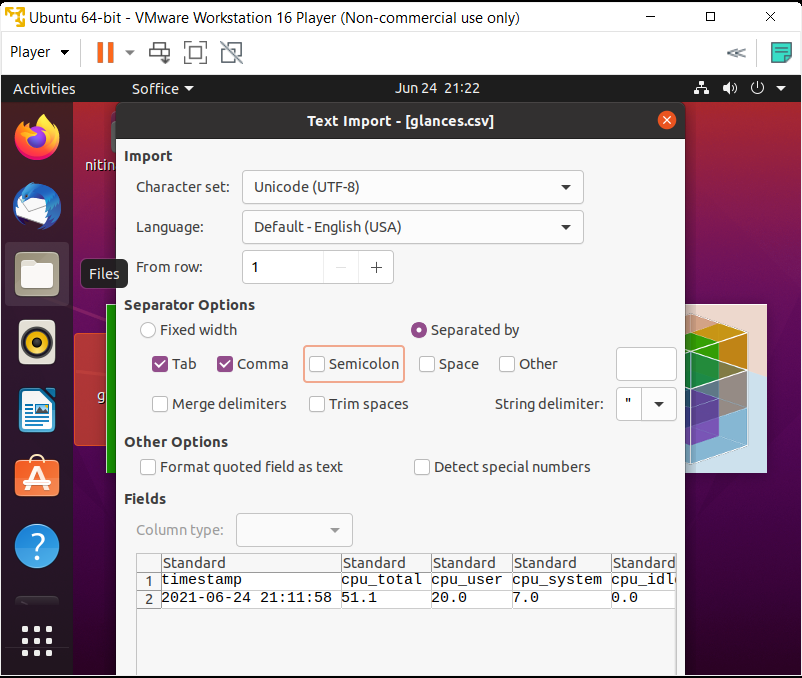 Ubuntu 64-bit - VMware Workstation 16 Player (Non-commercial use only)
Player
Activities Soffice Jun 24 21:22
Text Import - [glances.csv]
nitin
Import
Character set: Unicode (UTF-8)
Language: Default - English (USA)
Files
From row: 1
Separator Options
Fixed width Separated by
Tab Comma Semicolon Space Other
g
Merge delimiters Trim spaces String delimiter: "
Other Options
Format quoted field as text Detect special numbers
Fields
Column type:
Standard Standard Standard Standard Standard
1 timestamp cpu_total cpu_user cpu_system cpu_idle
2 2021-06-24 21:11:58 51.1 20.0 7.0 0.0